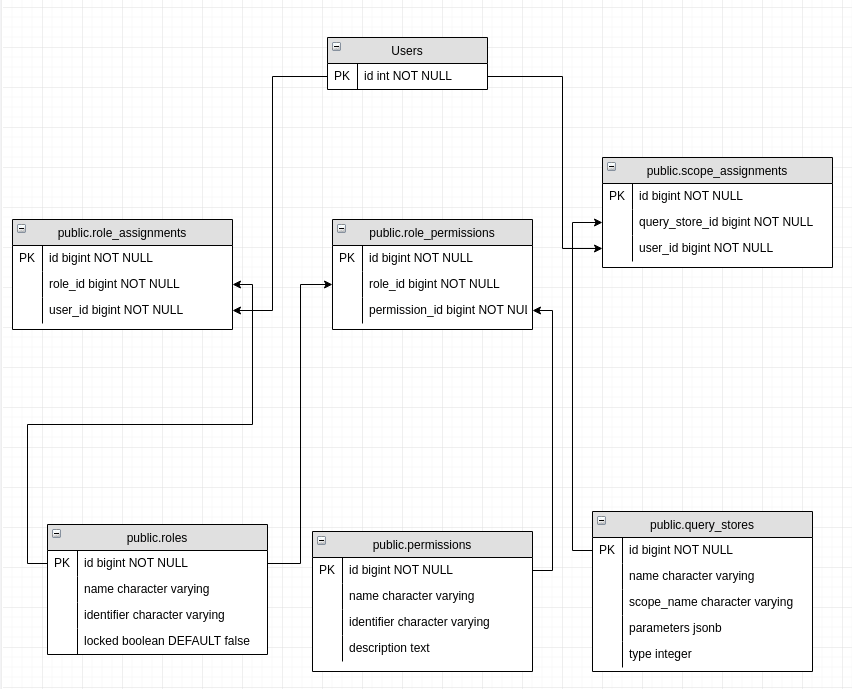 Users
PK id int NOT NULL
public.scope_assignments
PK id bigint NOT NULL
query_store_id bigint NOT NULL
user_id bigint NOT NULL
public.role_assignments
PK id bigint NOT NULL
role_id bigint NOT NULL
user_id bigint NOT NULL
public.role_permissions
PK id bigint NOT NULL
role_id bigint NOT NULL
permission_id bigint NOT NUI
public.roles
PK id bigint NOT NULL
name character varying
identifier character varying
locked boolean DEFAULT false
public.permissions
PK id bigint NOT NULL
name character varying
identifier character varying
description text
public.query_stores
PK id bigint NOT NULL
name character varying
scope_name character varying
parameters jsonb
type integer